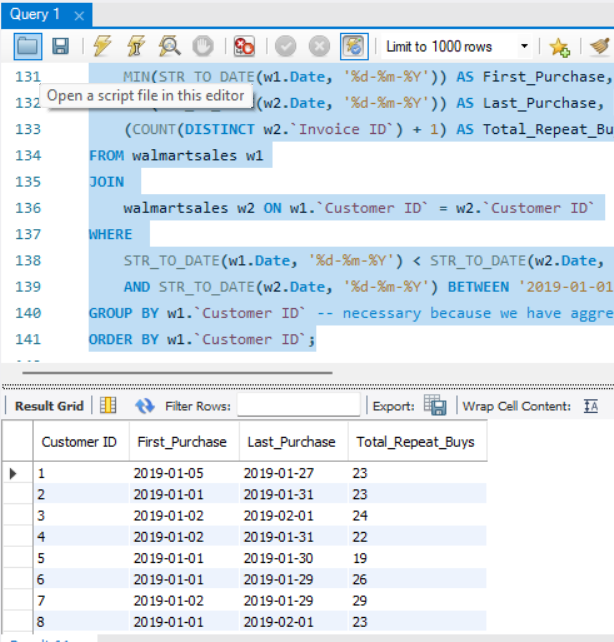 Query 1
Limit to 1000 rows
131 MIN(STR_TO_DATE(w1.Date, '%d-%m-%Y')) AS First_Purchase,
Open a script file in this editor
132 (w2.Date, '%d-%m-%Y')) AS Last_Purchase,
133 (COUNT(DISTINCT w2.`Invoice ID`) + 1) AS Total_Repeat_Bu
134 FROM walmartsales w1
135 JOIN
136 walmartsales w2 ON w1.`Customer ID` = w2.`Customer ID`
137 WHERE
138 STR_TO_DATE(w1.Date, '%d-%m-%Y') < STR_TO_DATE(w2.Date,
139 AND STR_TO_DATE(w2.Date, '%d-%m-%Y') BETWEEN '2019-01-01
140 GROUP BY w1.`Customer ID` -- necessary because we have aggre
141 ORDER BY w1.`Customer ID`;
Result Grid Filter Rows: Export: Wrap Cell Content:
Customer ID First_Purchase Last_Purchase Total_Repeat_Buys
1 2019-01-05 2019-01-27 23
2 2019-01-01 2019-01-31 23
3 2019-01-02 2019-02-01 24
4 2019-01-02 2019-01-31 22
5 2019-01-01 2019-01-30 19
6 2019-01-01 2019-01-29 26
7 2019-01-02 2019-01-29 29
8 2019-01-01 2019-02-01 23